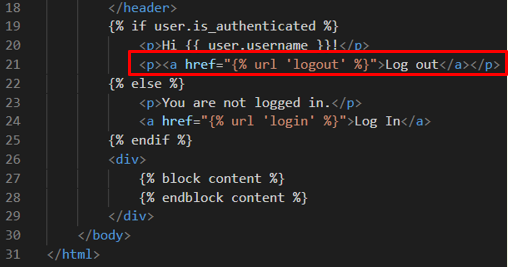 18 </header>
19 {% if user.is_authenticated %}
20 <p>Hi {{ user.username }}!</p>
21 <p><a href="{% url 'logout' %}">Log out</a></p>
22 {% else %}
23 <p>You are not logged in.</p>
24 <a href="{% url 'login' %}">Log In</a>
25 {% endif %}
26 <div>
27 {% block content %}
28 {% endblock content %}
29 </div>
30 </body>
31 </html>